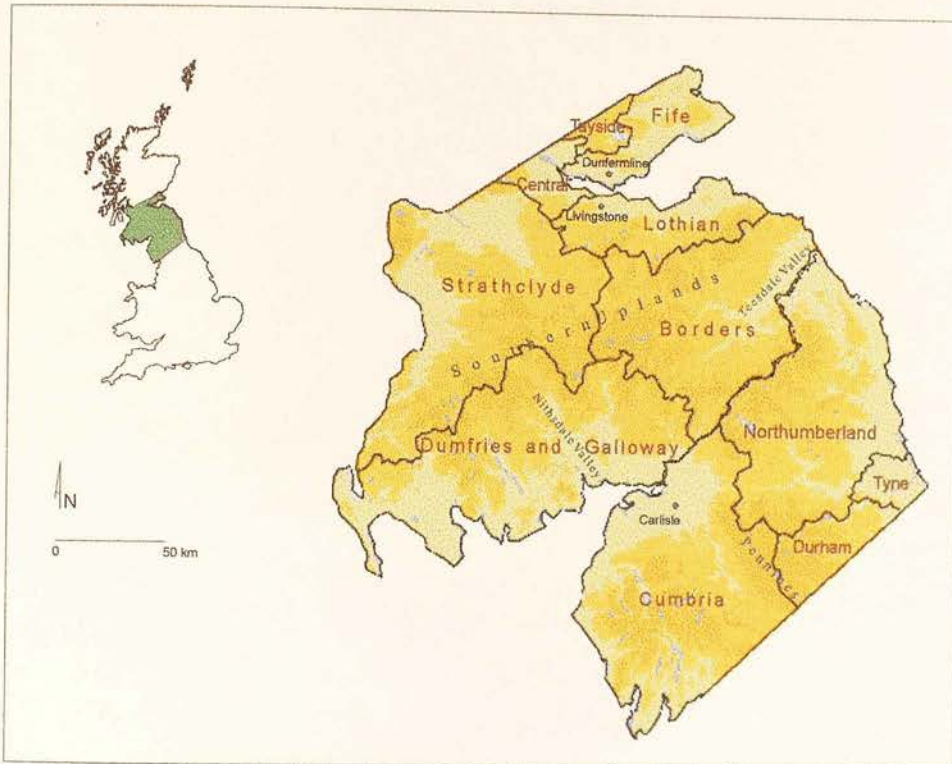 Fife
Tayside
Dunfermline
Central
Livingstone
Lothian
Strathclyde
Southern Uplands
Teesdale Valley
Borders
Nithsdale Valley
Dumfries and Galloway
Northumberland
Tyne
N
Carlisle
Pennines
Durham
0 50 km
Cumbria